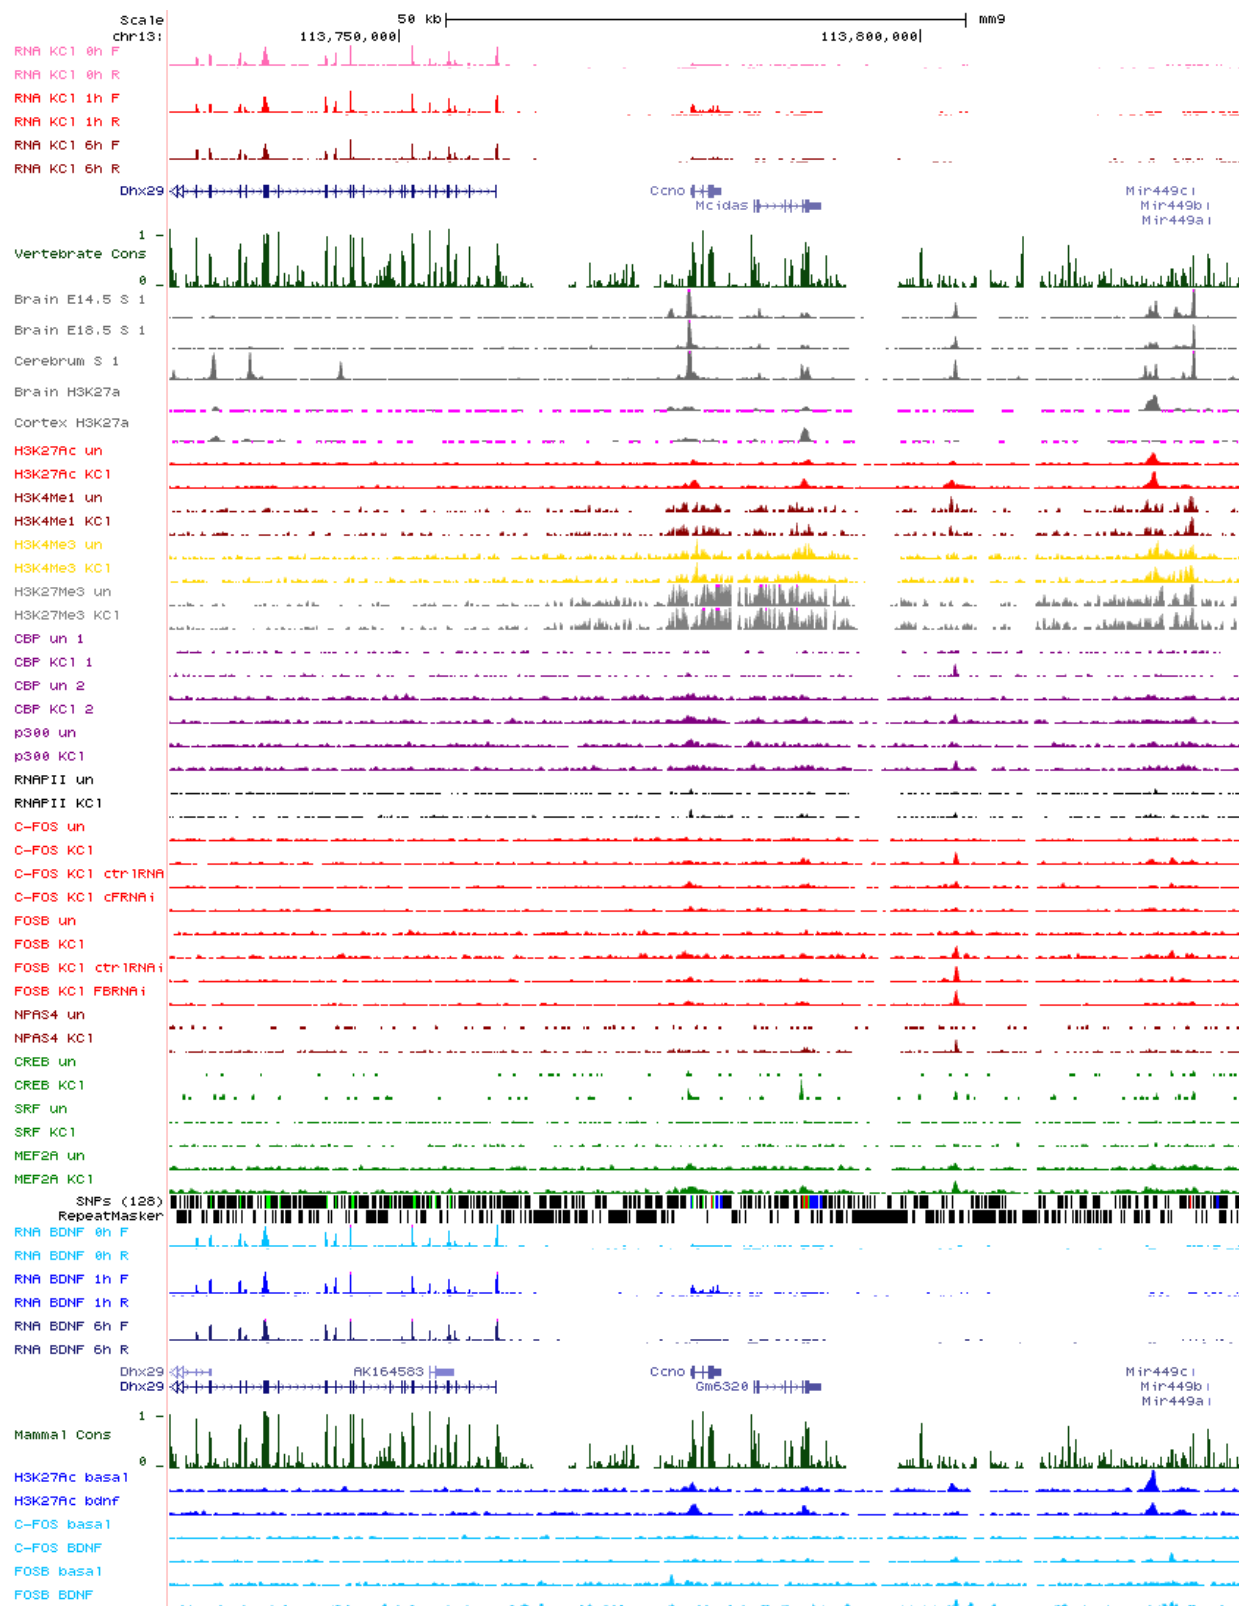 Scale 50 kb mm9
chr13: 113,750,000 113,800,000
RNA KCl 0h F
RNA KCl 0h R
RNA KCl 1h F
RNA KCl 1h R
RNA KCl 6h F
RNA KCl 6h R
Dhx29 Ccno Mir449c
Mcidas Mir449b
Mir449a
1
Vertebrate Cons
0
Brain E14.5 S 1
Brain E18.5 S 1
Cerebrum S 1
Brain H3K27a
Cortex H3K27a
H3K27Ac un
H3K27Ac KCl
H3K4Me1 un
H3K4Me1 KCl
H3K4Me3 un
H3K4Me3 KCl
H3K27Me3 un
H3K27Me3 KCl
CBP un 1
CBP KCl 1
CBP un 2
CBP KCl 2
p300 un
p300 KCl
RNAPII un
RNAPII KCl
C-FOS un
C-FOS KCl
C-FOS KCl ctrlRNA
C-FOS KCl cFRNAi
FOSB un
FOSB KCl
FOSB KCl ctrlRNAi
FOSB KCl FBRNAi
NPAS4 un
NPAS4 KCl
CREB un
CREB KCl
SRF un
SRF KCl
MEF2A un
MEF2A KCl
SNPs (128)
RepeatMasker
RNA BDNF 0h F
RNA BDNF 0h R
RNA BDNF 1h F
RNA BDNF 1h R
RNA BDNF 6h F
RNA BDNF 6h R
Dhx29 AK164583 Ccno Mir449c
Dhx29 Gm6320 Mir449b
Mir449a
1
Mammal Cons
0
H3K27Ac basal
H3K27Ac bdnf
C-FOS basal
C-FOS BDNF
FOSB basal
FOSB BDNF